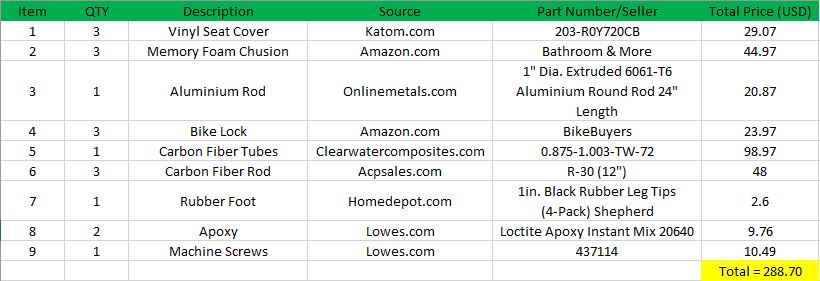 Item QTY Description Source Part Number/Seller Total Price (USD)
1 3 Vinyl Seat Cover Katom.com 203-R0Y720CB 29.07
2 3 Memory Foam Chusion Amazon.com Bathroom & More 44.97
3 1 Aluminium Rod Onlinemetals.com 1" Dia. Extruded 6061-T6
Aluminium Round Rod 24"
Length 20.87
4 3 Bike Lock Amazon.com BikeBuyers 23.97
5 1 Carbon Fiber Tubes Clearwatercomposites.com 0.875-1.003-TW-72 98.97
6 3 Carbon Fiber Rod Acpsales.com R-30 (12") 48
7 1 Rubber Foot Homedepot.com 1in. Black Rubber Leg Tips
(4-Pack) Shepherd 2.6
8 2 Apoxy Lowes.com Loctite Apoxy Instant Mix 20640 9.76
9 1 Machine Screws Lowes.com 437114 10.49
Total = 288.70